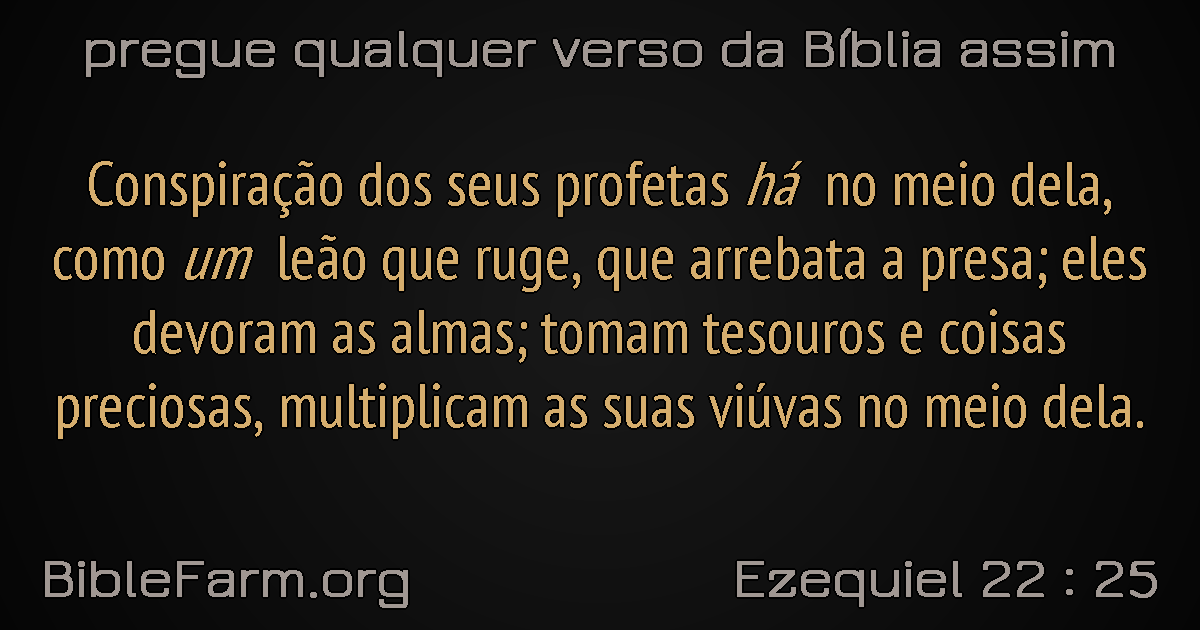 pregue qualquer verso da Bíblia assim
Conspiração dos seus profetas há no meio dela,
como um leão que ruge, que arrebata a presa; eles
devoram as almas; tomam tesouros e coisas
preciosas, multiplicam as suas viúvas no meio dela.
BibleFarm.org
Ezequiel 22 : 25